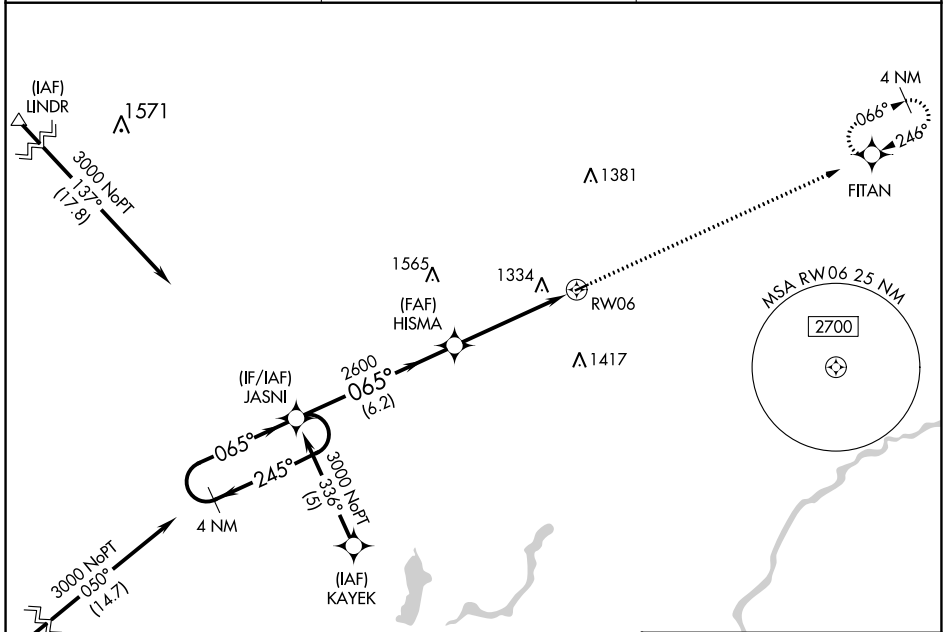 (IAF)
LINDR
1571
3000 NoPT
137°
(17.8)
4 NM
066°
246°
FITAN
1381
1565
1334
(FAF)
HISMA
RW06
MSA RW06 25 NM
2700
1417
(IF/IAF)
JASNI
2600
065°
(6.2)
065°
245°
4 NM
3000 NoPT
336°
(5)
3000 NoPT
050°
(14.7)
(IAF)
KAYEK